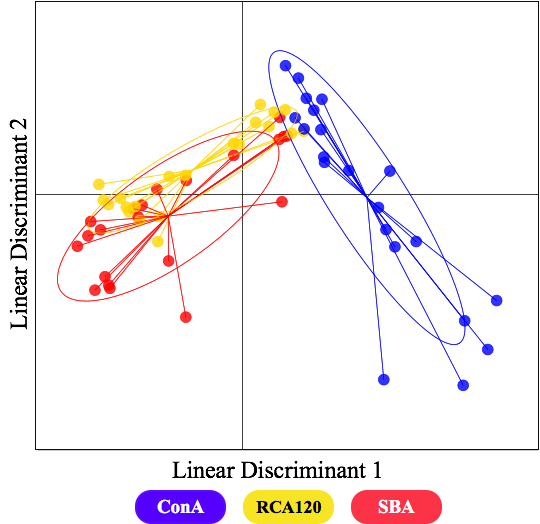 Linear Discriminant 2
Linear Discriminant 1
ConA RCA120 SBA